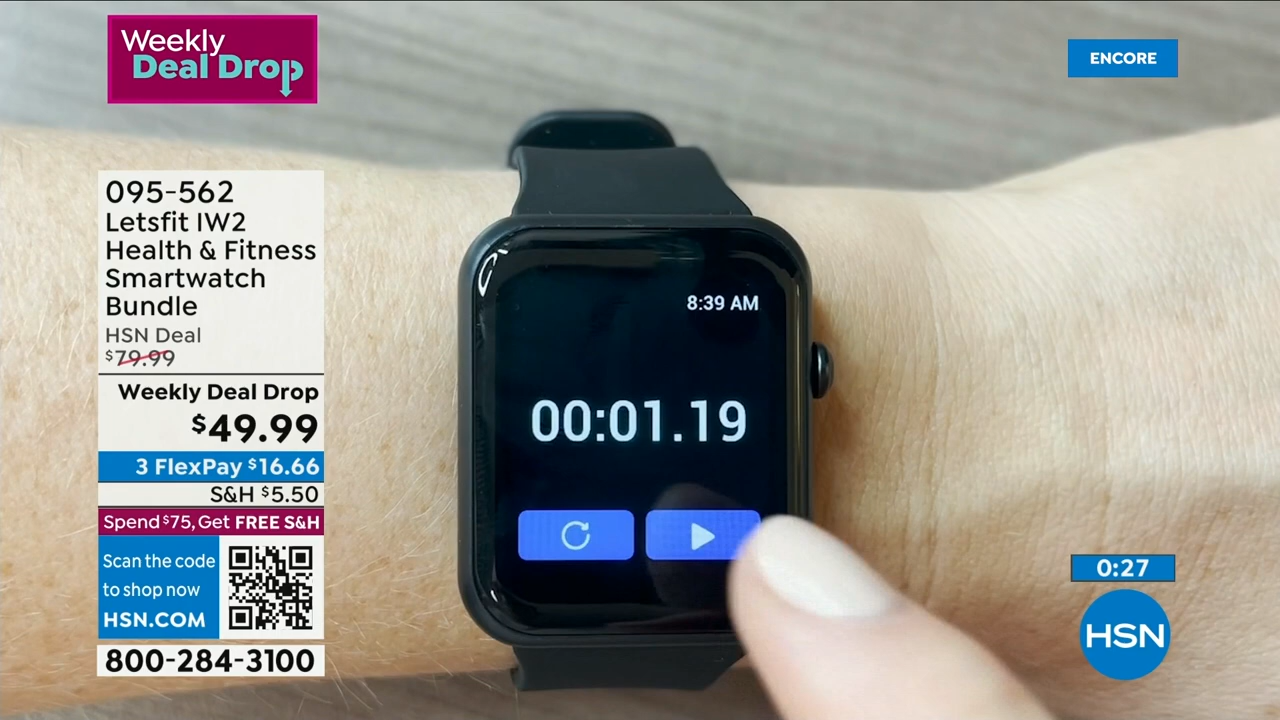 Weekly
Deal Drop
ENCORE
095-562
Letsfit IW2
Health & Fitness
Smartwatch
Bundle
HSN Deal
$79.99
Weekly Deal Drop
$49.99
3 FlexPay $16.66
S&H $5.50
Spend $75, Get FREE S&H
Scan the code
to shop now
HSN.COM
800-284-3100
8:39 AM
00:01.19
0:27
HSN